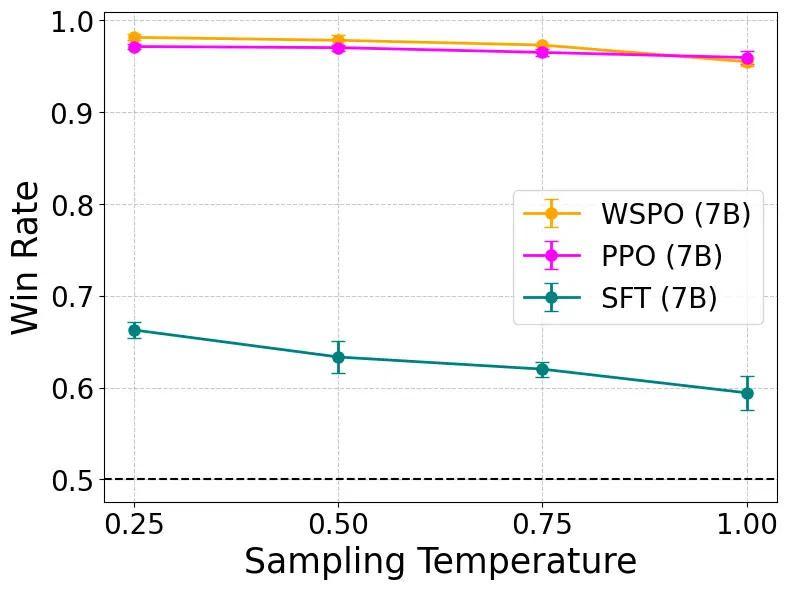 1.0
0.9
0.8
0.7
0.6
0.5
Win Rate
WSPO (7B)
PPO (7B)
SFT (7B)
0.25 0.50 0.75 1.00
Sampling Temperature